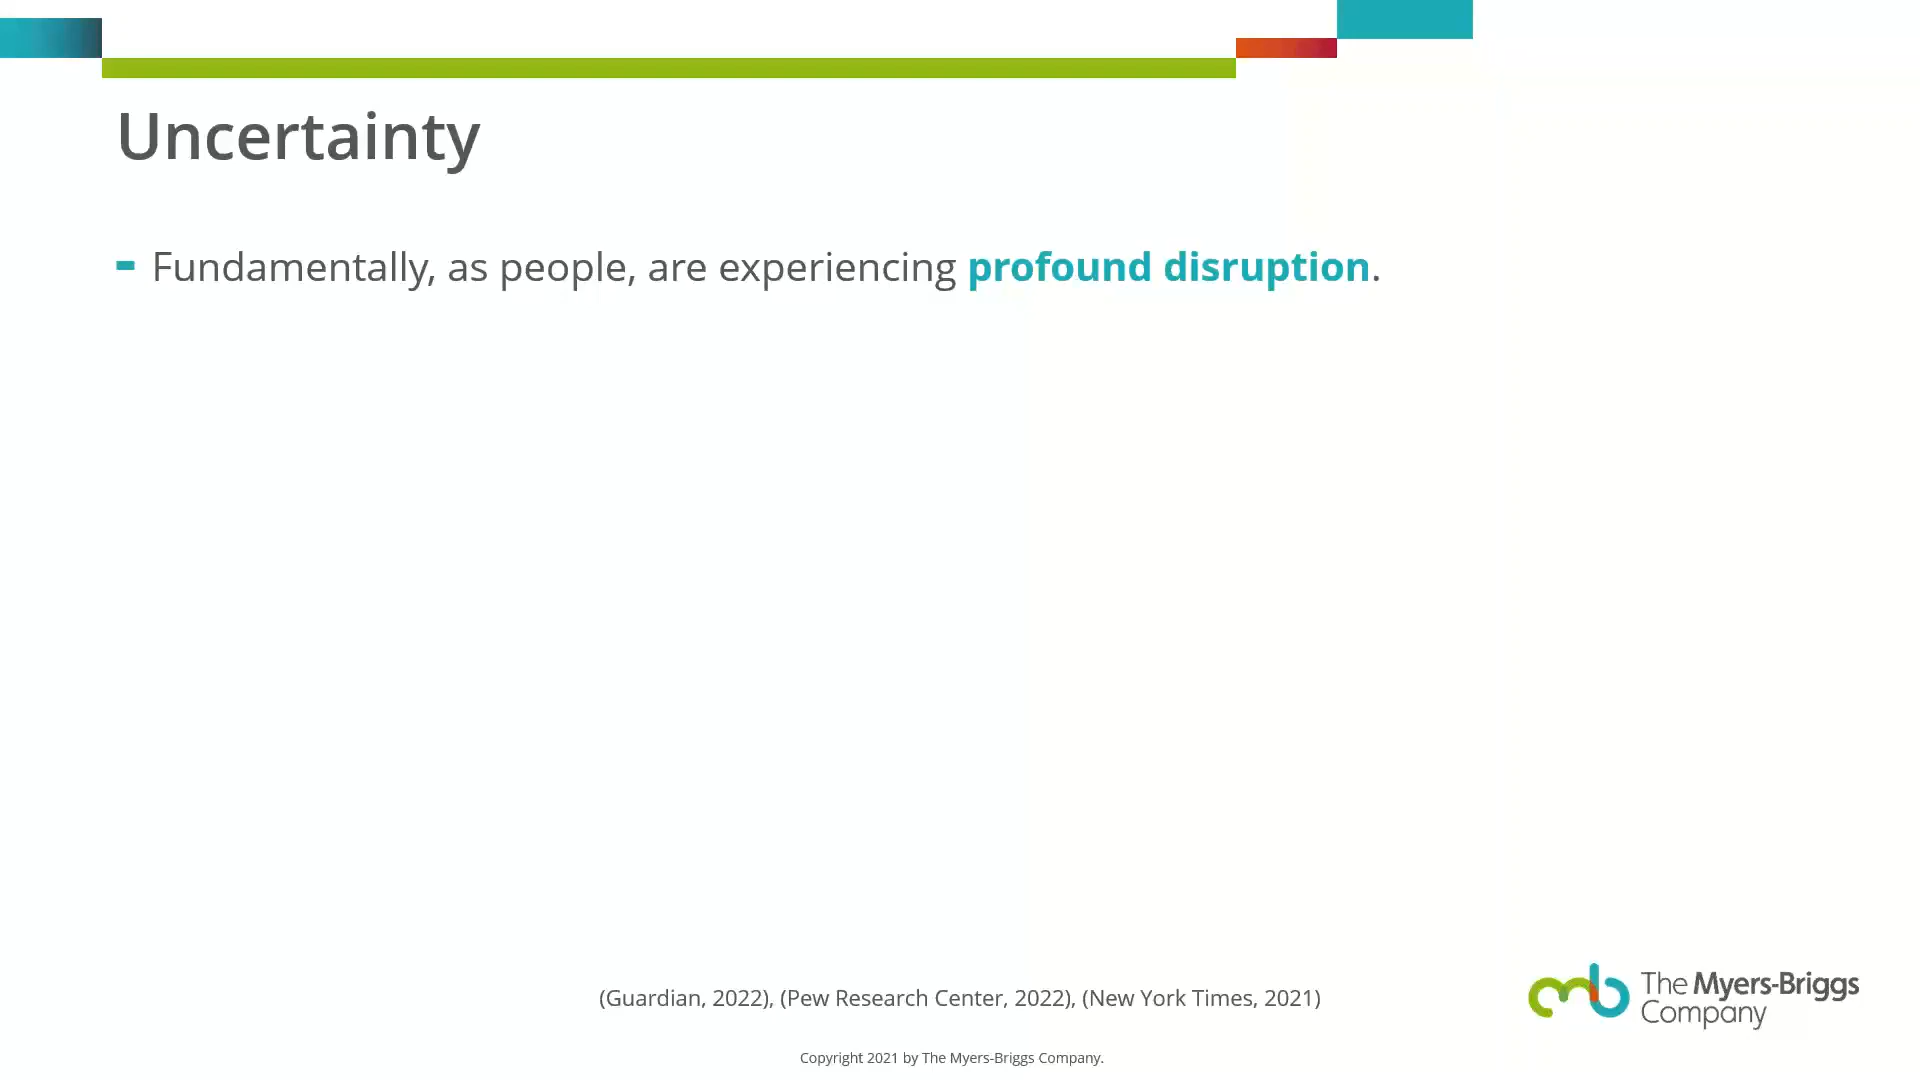 Uncertainty
Fundamentally, as people, are experiencing profound disruption.
(Guardian, 2022), (Pew Research Center, 2022), (New York Times, 2021)
The Myers-Briggs
Company
Copyright 2021 by The Myers-Briggs Company.